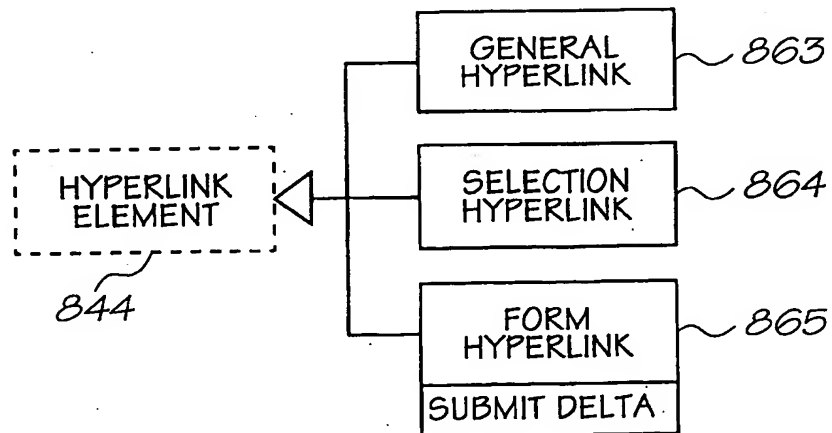 GENERAL
HYPERLINK
863
HYPERLINK
ELEMENT
844
SELECTION
HYPERLINK
864
FORM
HYPERLINK
865
SUBMIT DELTA